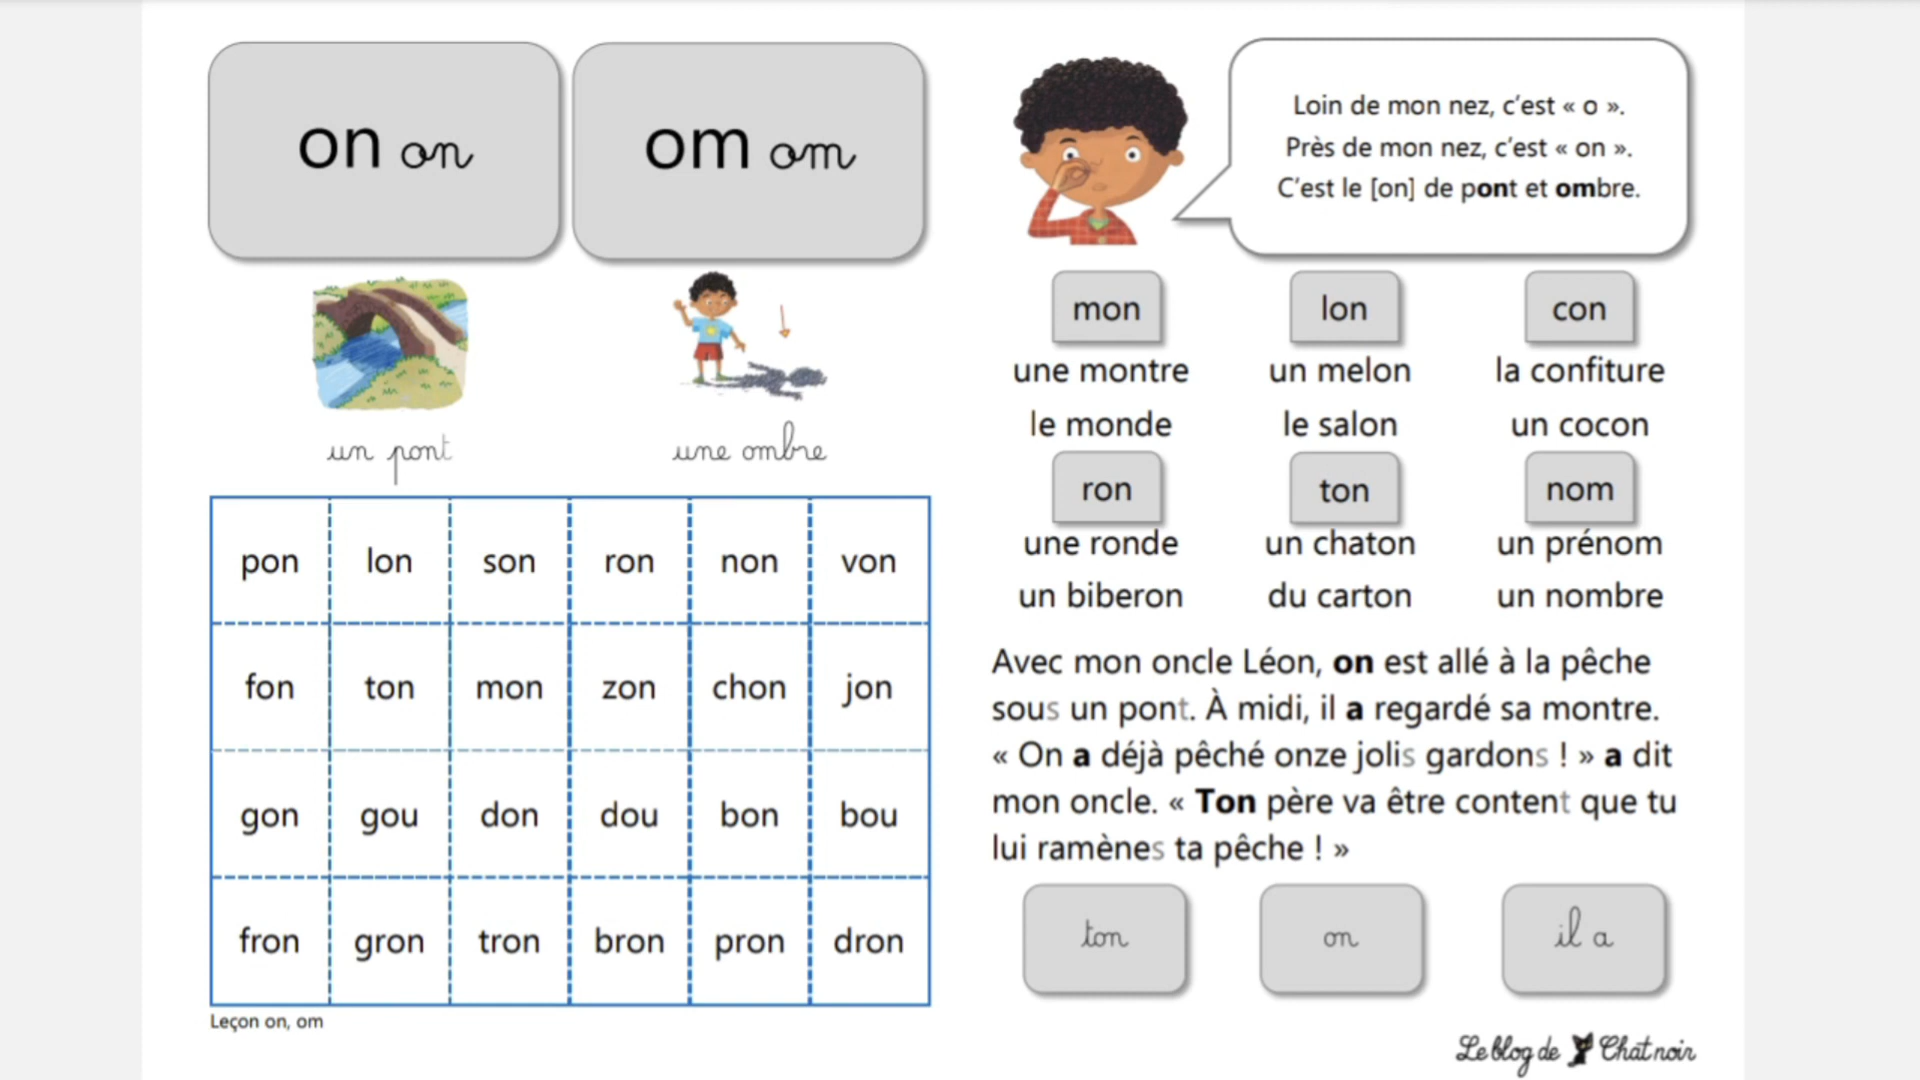 on on
om om
un pont
une ombre
pon lon son ron non von
fon ton mon zon chon jon
gon gou don dou bon bou
fron gron tron bron pron dron
Leçon on, om
Loin de mon nez, c’est « o ».
Près de mon nez, c’est « on ».
C’est le [on] de pont et ombre.
mon lon con
une montre un melon la confiture
le monde le salon un cocon
ron ton nom
une ronde un chaton un prénom
un biberon du carton un nombre
Avec mon oncle Léon, on est allé à la pêche
sous un pont. À midi, il a regardé sa montre.
« On a déjà pêché onze jolis gardons ! » a dit
mon oncle. « Ton père va être content que tu
lui ramènes ta pêche ! »
ton on il a
Le blog de Chat noir